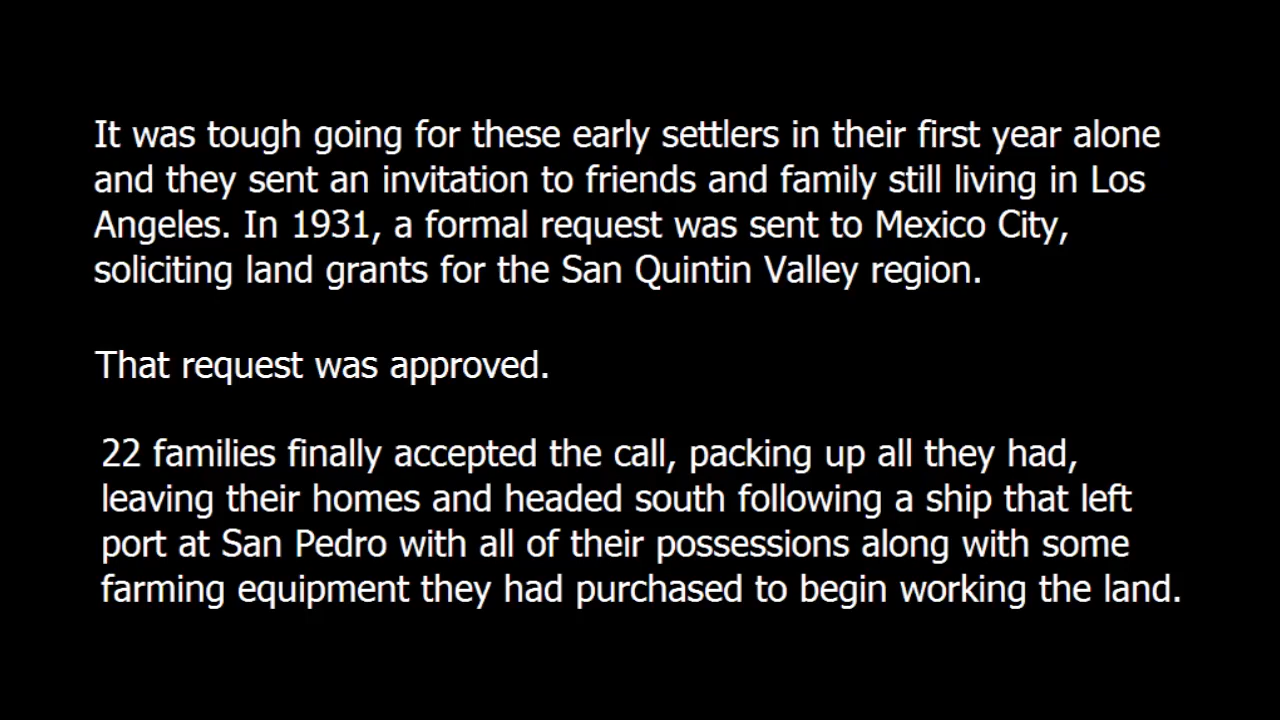 It was tough going for these early settlers in their first year alone
and they sent an invitation to friends and family still living in Los
Angeles. In 1931, a formal request was sent to Mexico City,
soliciting land grants for the San Quintin Valley region.
That request was approved.
22 families finally accepted the call, packing up all they had,
leaving their homes and headed south following a ship that left
port at San Pedro with all of their possessions along with some
farming equipment they had purchased to begin working the land.